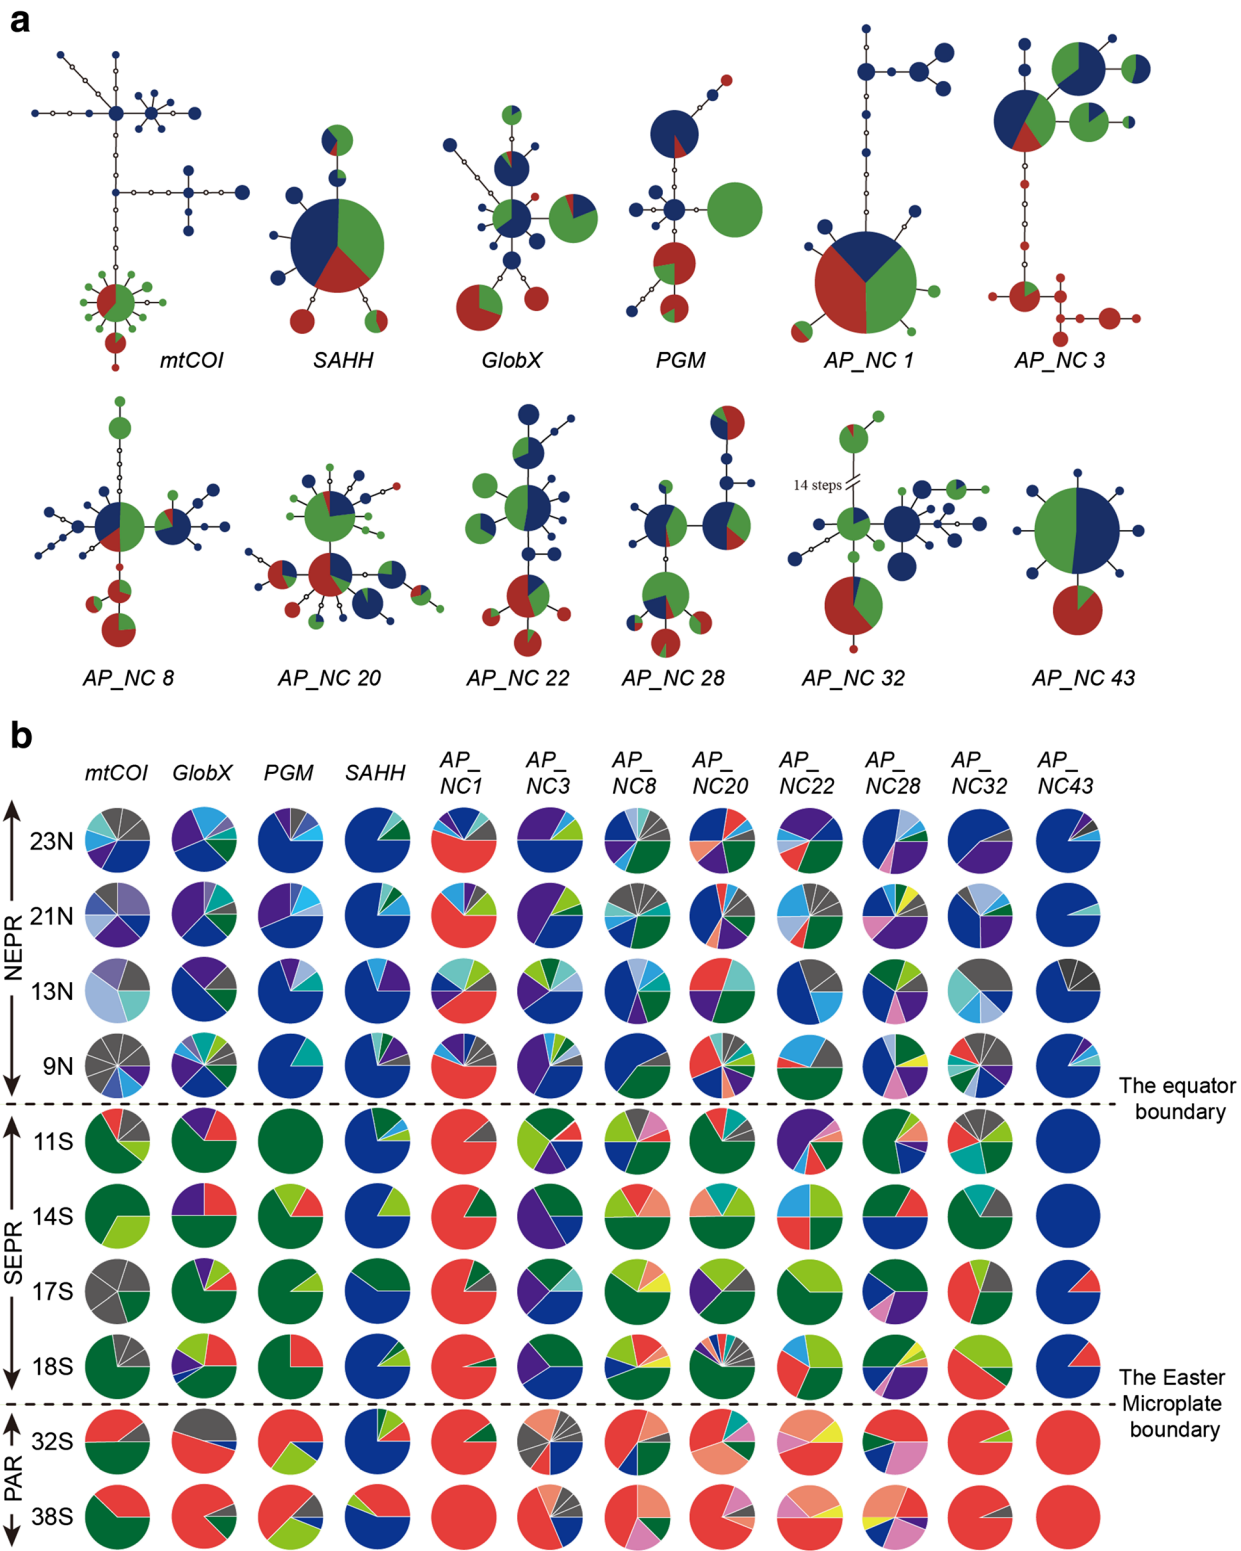 a
mtCOI
SAHH
GlobX
PGM
AP_NC 1
AP_NC 3
14 steps
AP_NC 8
AP_NC 20
AP_NC 22
AP_NC 28
AP_NC 32
AP_NC 43
b
mtCOI
GlobX
PGM
SAHH
AP_
NC1
AP_
NC3
AP_
NC8
AP_
NC20
AP_
NC22
AP_
NC28
AP_
NC32
AP_
NC43
NEPR
23N
21N
13N
9N
The equator
boundary
SEPR
11S
14S
17S
18S
The Easter
Microplate
boundary
PAR
32S
38S